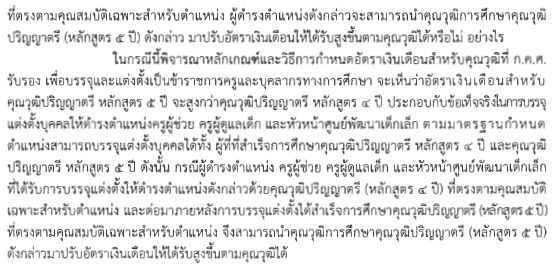 ที่ตรงตามคุณสมบัติเฉพาะสำหรับตำแหน่ง ผู้ดำรงตำแหน่งดังกล่าวจะสามารถนำคุณวุฒิการศึกษาคุณวุฒิ
ปริญญาตรี (หลักสูตร ๕ ปี) ดังกล่าว มาปรับอัตราเงินเดือนให้ได้รับสูงขึ้นตามคุณวุฒิได้หรือไม่ อย่างไร
ในกรณีนี้พิจารณาหลักเกณฑ์และวิธีการกำหนดอัตราเงินเดือนสำหรับคุณวุฒิที่ ก.ค.ศ.
รับรอง เพื่อบรรจุและแต่งตั้งเป็นข้าราชการครูและบุคลากรทางการศึกษา จะเห็นว่าอัตราเงินเดือนสำหรับ
คุณวุฒิปริญญาตรี หลักสูตร ๕ ปี จะสูงกว่าคุณวุฒิปริญญาตรี หลักสูตร ๔ ปี ประกอบกับข้อเท็จจริงในการบรรจุ
แต่งตั้งบุคคลให้ดำรงตำแหน่งครูผู้ช่วย ครูผู้ดูแลเด็ก และหัวหน้าศูนย์พัฒนาเด็กเล็ก ตามมาตรฐานกำหนด
ตำแหน่งสามารถบรรจุแต่งตั้งบุคคลได้ทั้ง ผู้ที่ที่สำเร็จการศึกษาคุณวุฒิปริญญาตรี หลักสูตร ๔ ปี และคุณวุฒิ
ปริญญาตรี หลักสูตร ๕ ปี ดังนั้น กรณีผู้ดำรงตำแหน่ง ครูผู้ช่วย ครูผู้ดูแลเด็ก และหัวหน้าศูนย์พัฒนาเด็กเล็ก
ที่ได้รับการบรรจุแต่งตั้งให้ดำรงตำแหน่งดังกล่าวด้วยคุณวุฒิปริญญาตรี (หลักสูตร ๔ ปี) ที่ตรงตามคุณสมบัติ
เฉพาะสำหรับตำแหน่ง และต่อมาภายหลังการบรรจุแต่งตั้งได้สำเร็จการศึกษาคุณวุฒิปริญญาตรี (หลักสูตร ๕ ปี)
ที่ตรงตามคุณสมบัติเฉพาะสำหรับตำแหน่ง จึงสามารถนำคุณวุฒิการศึกษาคุณวุฒิปริญญาตรี (หลักสูตร ๕ ปี)
ดังกล่าวมาปรับอัตราเงินเดือนให้ได้รับสูงขึ้นตามคุณวุฒิได้